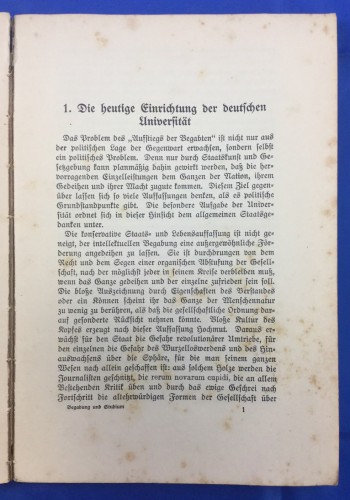 1. Die heutige Einrichtung der deutschen
Universität
Das Problem des „Aufstiegs der Begabten" ist nicht nur aus
der politischen Lage der Gegenwart erwachsen, sondern selbst
ein politisches Problem. Denn nur durch Staatskunst und Ge-
setzgebung kann planmäßig dahin gewirkt werden, daß die her-
vorragenden Einzelleistungen dem Ganzen der Nation, ihrem
Gedeihen und ihrer Macht zugute kommen. Diesem Ziel gegen-
über lassen sich so viele Auffassungen denken, als es politische
Grundstandpunkte gibt. Die besondere Aufgabe der Univer-
sität ordnet sich in dieser Hinsicht dem allgemeinen Staatsge-
danken unter.
Die konservative Staats- und Lebensauffassung ist nicht ge-
neigt, der intellektuellen Begabung eine außergewöhnliche För-
derung angedeihen zu lassen. Sie ist durchdrungen von dem
Recht und dem Segen einer organischen Abstufung der Gesell-
schaft, nach der möglichst jeder in seinem Kreise verbleiben muß,
wenn das Ganze gedeihen und der einzelne zufrieden sein soll.
Die bloße Auszeichnung durch Eigenschaften des Verstandes
oder ein Können scheint ihr das Ganze der Menschennatur
zu wenig zu berühren, als daß die gesellschaftliche Ordnung dar-
auf gesonderte Rücksicht nehmen könnte. Bloße Kultur des
Kopfes erzeugt nach dieser Auffassung Hochmut. Daraus er-
wächst für den Staat die Gefahr revolutionärer Umtriebe, für
den einzelnen die Gefahr des Wurzelloswerdens und des Hin-
auswachsens über die Sphäre, für die man seinem ganzen
Wesen nach allein geschaffen ist: aus solchem Holze werden die
Journalisten geschnitzt, die rerum novarum cupidi, die an allem
Bestehenden Kritik üben und durch das ewige Geschrei nach
Fortschritt die altehrwürdigen Formen der Gesellschaft über
Begabung und Studium
1